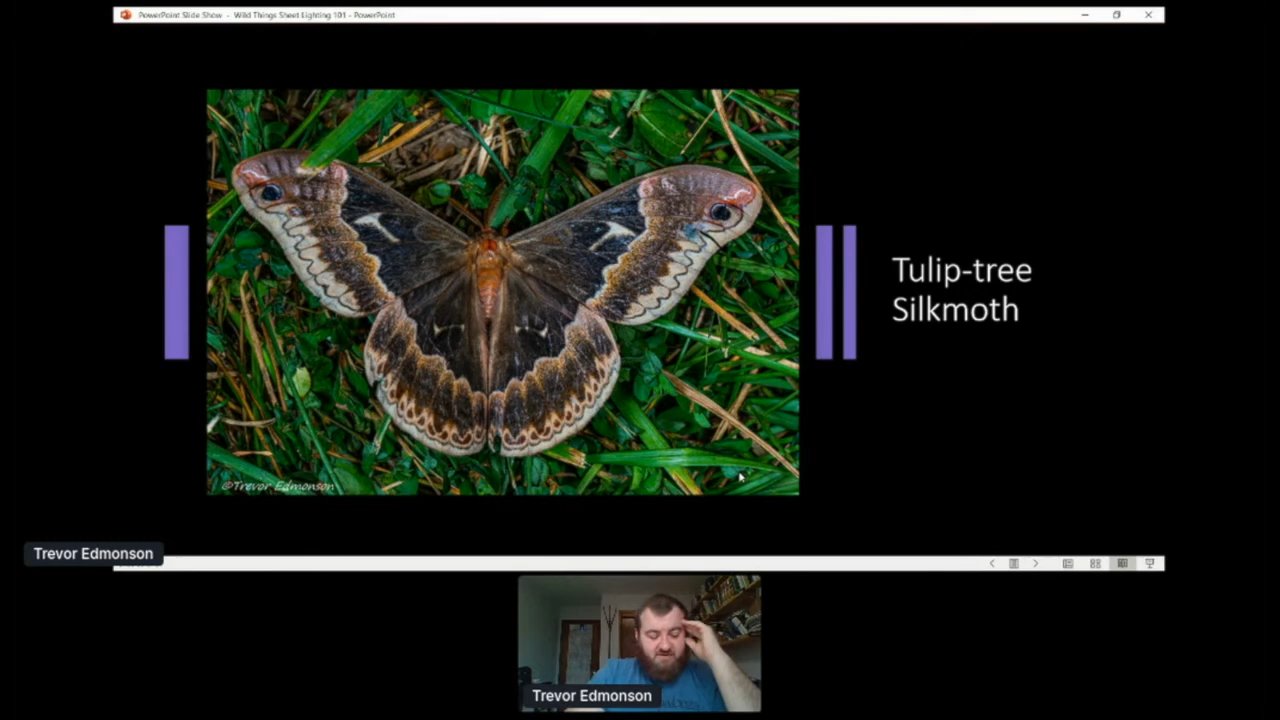 PowerPoint Slide Show - Wild Things Sheet Lighting 101 - PowerPoint
Tulip-tree
Silkmoth
©Trevor Edmonson
Trevor Edmonson
Trevor Edmonson